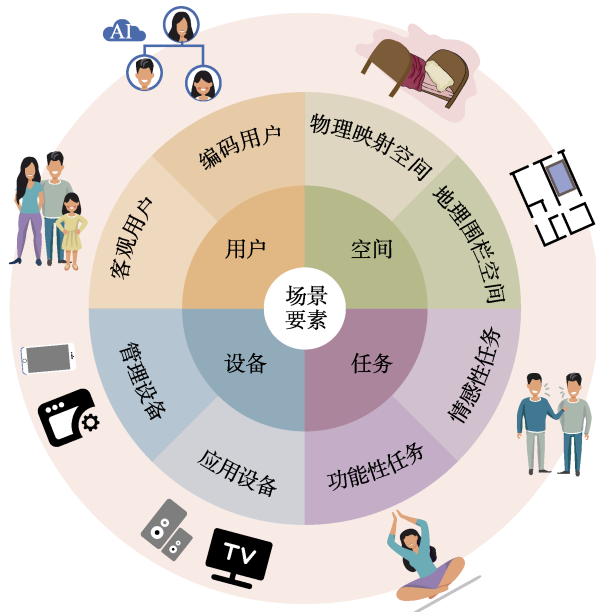 AI
编码用户
物理映射空间
客观用户
地理围栏空间
用户
空间
场景
要素
设备
任务
管理设备
情感性任务
应用设备
功能性任务
TV